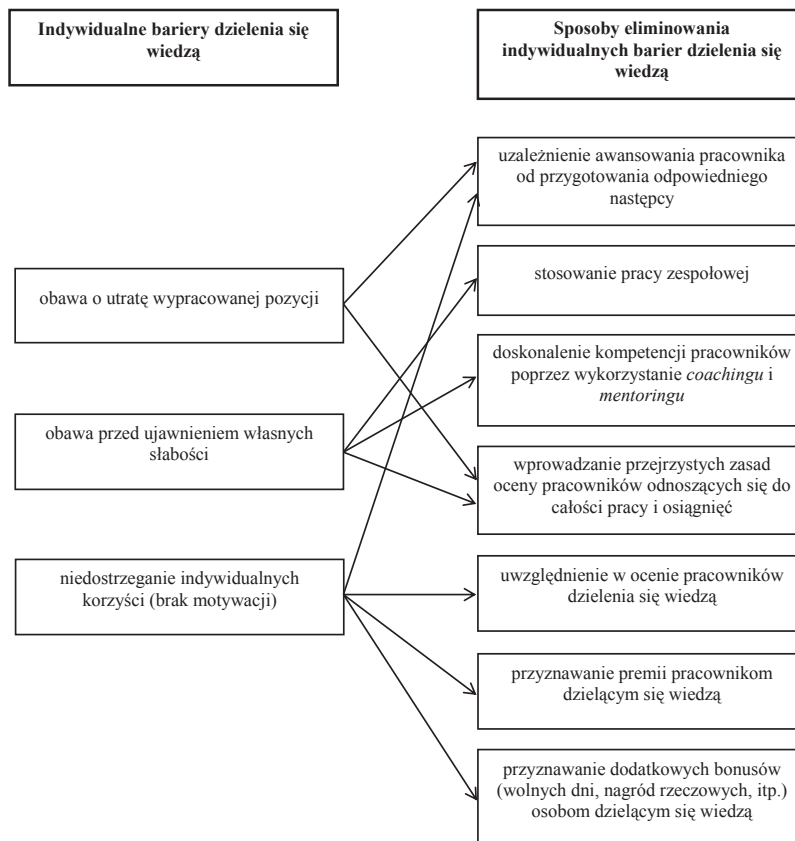 Indywidualne bariery dzielenia się
wiedzą
Sposoby eliminowania
indywidualnych barier dzielenia się
wiedzą
obawa o utratę wypracowanej pozycji
obawa przed ujawnieniem własnych
słabości
niedostrzeganie indywidualnych
korzyści (brak motywacji)
uzależnienie awansowania pracownika
od przygotowania odpowiedniego
następcy
stosowanie pracy zespołowej
doskonalenie kompetencji pracowników
poprzez wykorzystanie coachingu i
mentoringu
wprowadzanie przejrzystych zasad
oceny pracowników odnoszących się do
całości pracy i osiągnięć
uwzględnienie w ocenie pracowników
dzielenia się wiedzą
przyznawanie premii pracownikom
dzielącym się wiedzą
przyznawanie dodatkowych bonusów
(wolnych dni, nagród rzeczowych, itp.)
osobom dzielącym się wiedzą